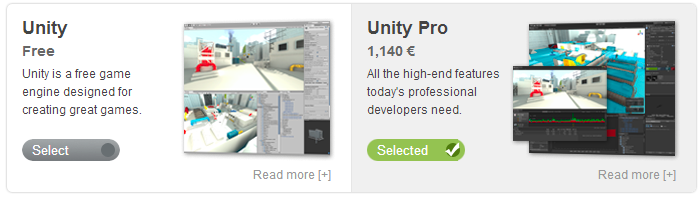 Unity
Free
Unity is a free game
engine designed for
creating great games.
Select
Read more [+]
Unity Pro
1,140 €
All the high-end features
today's professional
developers need.
Selected
Read more [+]